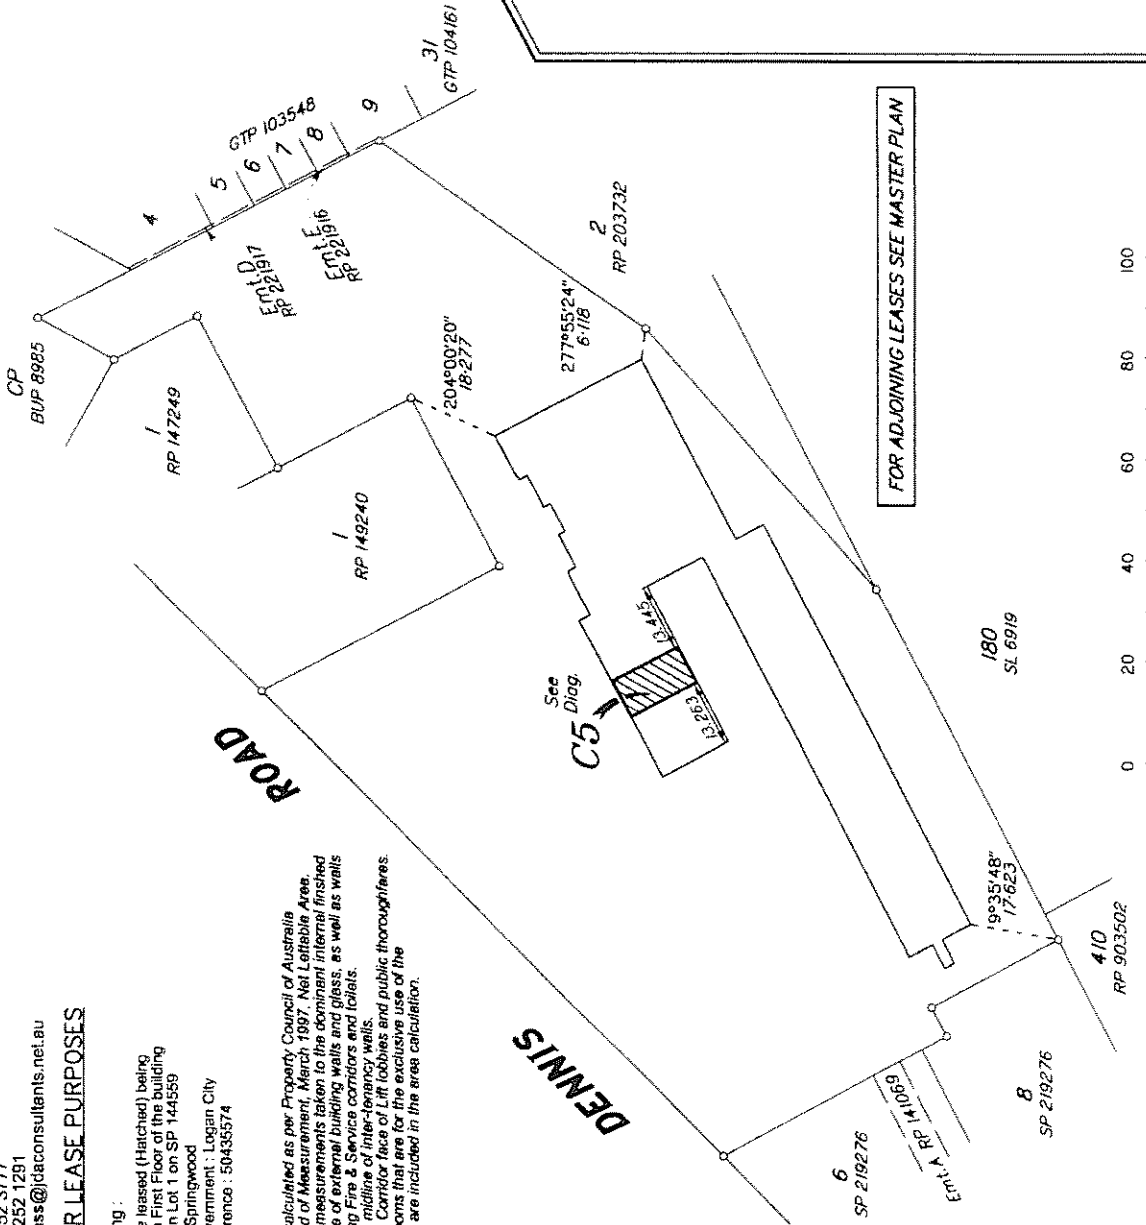 252 1291
ss@jdaconsultants.net.au
R LEASE PURPOSES
ng :
e leased (Hatched) being
First Floor of the building
n Lot 1 on SP 144559
Springwood
vernment : Logan City
rence : 50435574
alculated as per Property Council of Australia
d of Measurement, March 1997, Net Lettable Area.
measurements taken to the dominant internal finshed
e of external building walls and glass, as well as walls
g Fire & Service corridors and toilets.
midline of inter-tenancy walls.
Corridor face of Lift lobbies and public thoroughfares.
ooms that are for the exclusive use of the
are included in the area calculation.
CP
BUP 8985
1
RP 147249
1
RP 149240
4
5
6
7
8
9
GTP 103548
31
GTP 104161
Emt.D
RP 221917
Emt.E
RP 221916
204°00'20"
18·277
277°55'24"
6·118
2
RP 203732
ROAD
DENNIS
See
Diag.
C5
13.445
13.263
FOR ADJOINING LEASES SEE MASTER PLAN
180
SL 6919
9°35'48"
17·623
410
RP 903502
6
SP 219276
Emt.A RP 141069
8
SP 219276
0 20 40 60 80 100